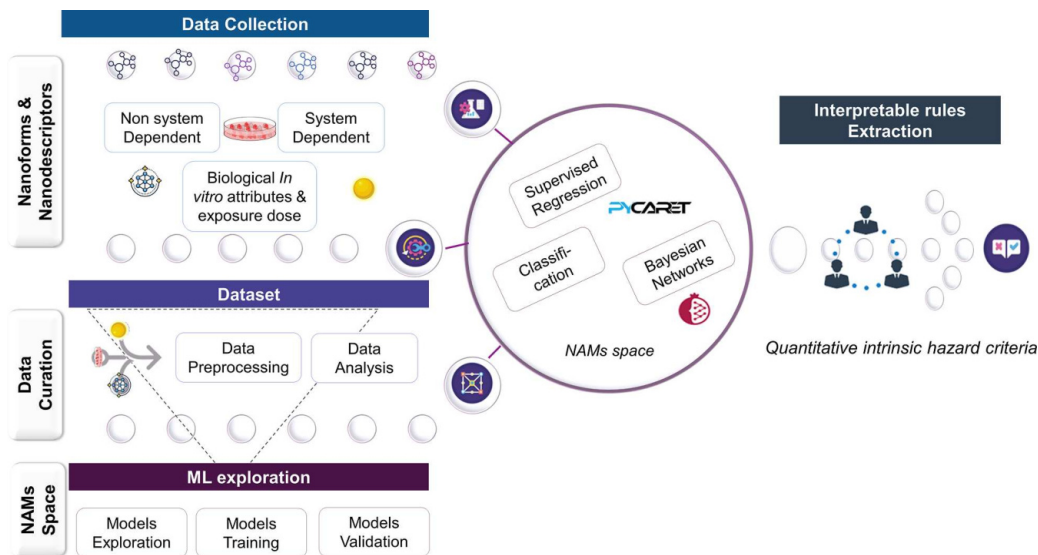 Data Collection
Nanoforms &
Nanodescriptors
Non system
Dependent
System
Dependent
Biological In
vitro attributes &
exposure dose
Dataset
Data
Curation
Data
Preprocessing
Data
Analysis
ML exploration
NAMs
Space
Models
Exploration
Models
Training
Models
Validation
Supervised
Regression
PYCARET
Classifi-
cation
Bayesian
Networks
NAMs space
Interpretable rules
Extraction
Quantitative intrinsic hazard criteria